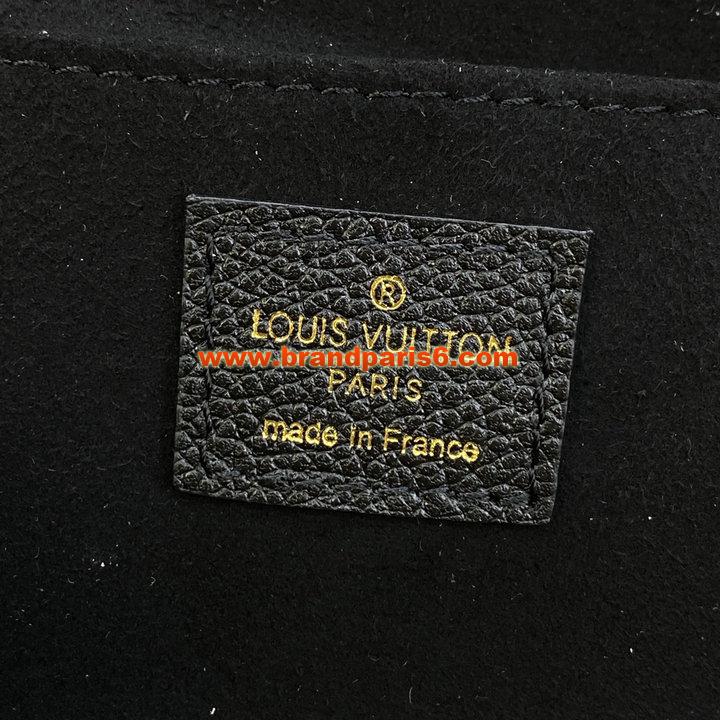 ®
LOUIS VUITTON
www.brandparis6.com
PARIS
made in France